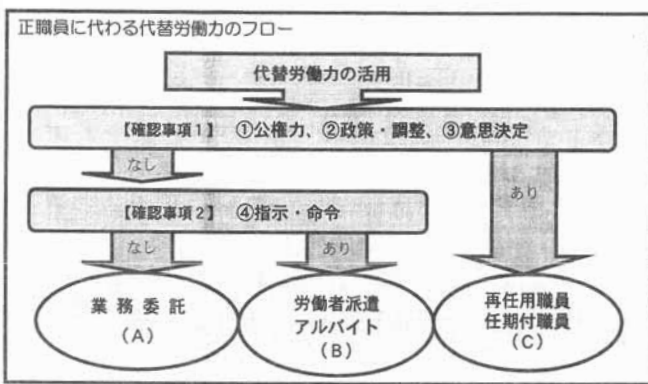 正職員に代わる代替労働力のフロー
代替労働力の活用
【確認事項1】 ①公権力、②政策・調整、③意思決定
なし
あり
【確認事項2】 ④指示・命令
なし
あり
業務委託
(A)
労働者派遣
アルバイト
(B)
再任用職員
任期付職員
(C)